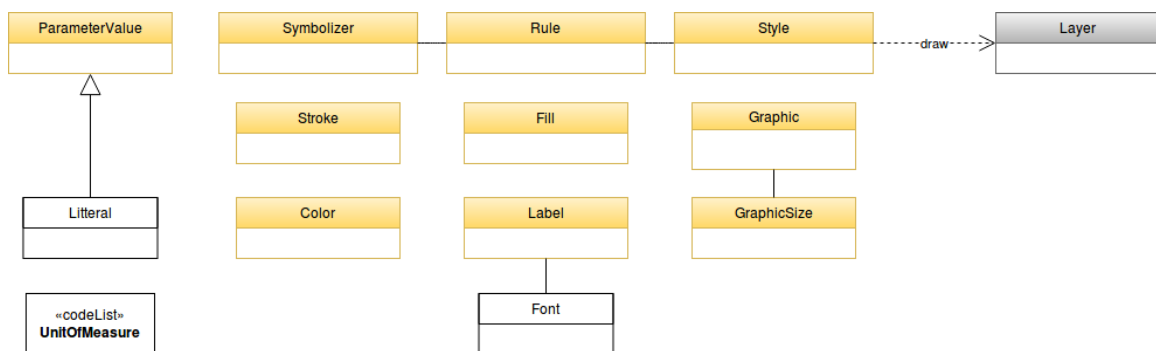 ParameterValue
Symbolizer
Rule
Style
draw
Layer
Stroke
Fill
Graphic
Litteral
Color
Label
GraphicSize
«codeList»
UnitOfMeasure
Font